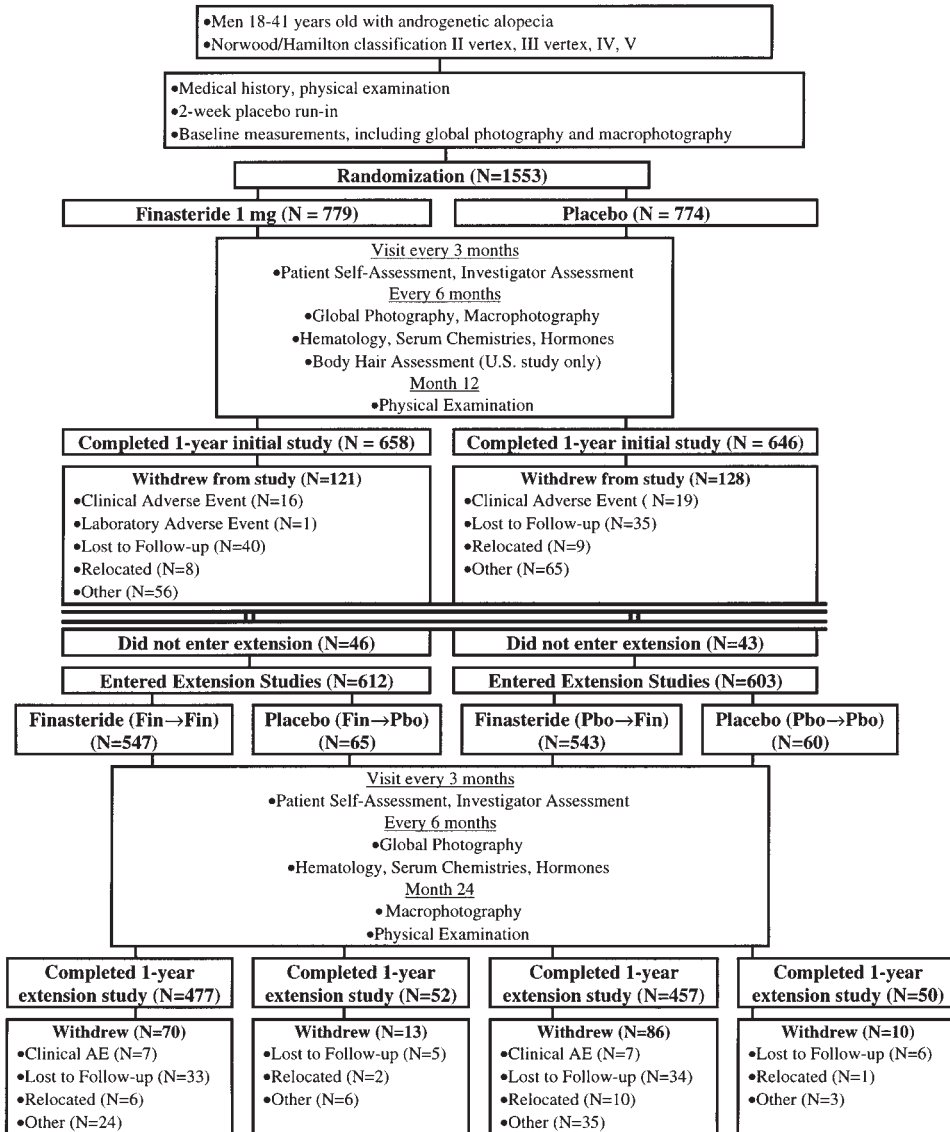 •Men 18-41 years old with androgenetic alopecia
•Norwood/Hamilton classification II vertex, III vertex, IV, V
•Medical history, physical examination
•2-week placebo run-in
•Baseline measurements, including global photography and macrophotography
Randomization (N=1553)
Finasteride 1 mg (N = 779)
Placebo (N = 774)
Visit every 3 months
•Patient Self-Assessment, Investigator Assessment
Every 6 months
•Global Photography, Macrophotography
•Hematology, Serum Chemistries, Hormones
•Body Hair Assessment (U.S. study only)
Month 12
•Physical Examination
Completed 1-year initial study (N = 658)
Withdrew from study (N=121)
•Clinical Adverse Event (N=16)
•Laboratory Adverse Event (N=1)
•Lost to Follow-up (N=40)
•Relocated (N=8)
•Other (N=56)
Completed 1-year initial study (N = 646)
Withdrew from study (N=128)
•Clinical Adverse Event ( N=19)
•Lost to Follow-up (N=35)
•Relocated (N=9)
•Other (N=65)
Did not enter extension (N=46)
Did not enter extension (N=43)
Entered Extension Studies (N=612)
Entered Extension Studies (N=603)
Finasteride (Fin→Fin)
(N=547)
Placebo (Fin→Pbo)
(N=65)
Finasteride (Pbo→Fin)
(N=543)
Placebo (Pbo→Pbo)
(N=60)
Visit every 3 months
•Patient Self-Assessment, Investigator Assessment
Every 6 months
•Global Photography
•Hematology, Serum Chemistries, Hormones
Month 24
•Macrophotography
•Physical Examination
Completed 1-year
extension study (N=477)
Withdrew (N=70)
•Clinical AE (N=7)
•Lost to Follow-up (N=33)
•Relocated (N=6)
•Other (N=24)
Completed 1-year
extension study (N=52)
Withdrew (N=13)
•Lost to Follow-up (N=5)
•Relocated (N=2)
•Other (N=6)
Completed 1-year
extension study (N=457)
Withdrew (N=86)
•Clinical AE (N=7)
•Lost to Follow-up (N=34)
•Relocated (N=10)
•Other (N=35)
Completed 1-year
extension study (N=50)
Withdrew (N=10)
•Lost to Follow-up (N=6)
•Relocated (N=1)
•Other (N=3)